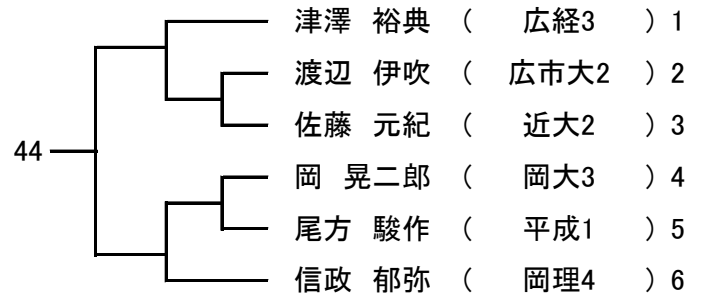 津澤 裕典 ( 広経3 ) 1
渡辺 伊吹 ( 広市大2 ) 2
佐藤 元紀 ( 近大2 ) 3
44
岡 晃二郎 ( 岡大3 ) 4
尾方 駿作 ( 平成1 ) 5
信政 郁弥 ( 岡理4 ) 6